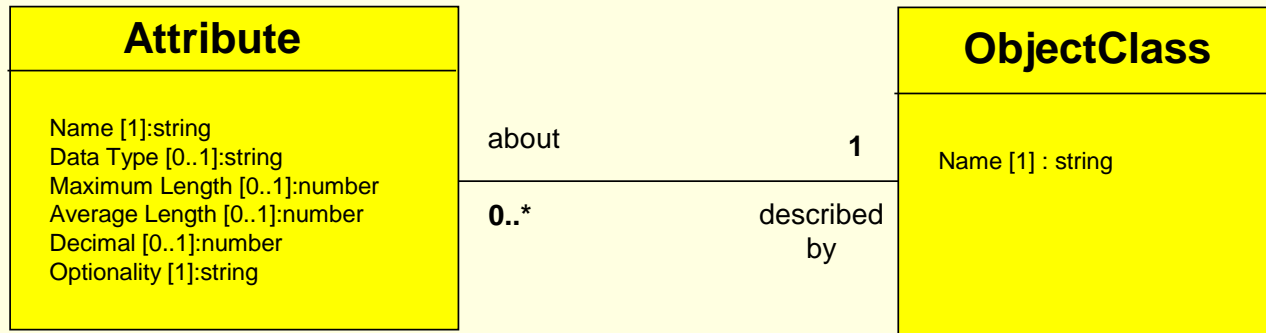 Attribute
Name [1]:string
Data Type [0..1]:string
Maximum Length [0..1]:number
Average Length [0..1]:number
Decimal [0..1]:number
Optionality [1]:string
about
1
0..*
described
by
ObjectClass
Name [1] : string